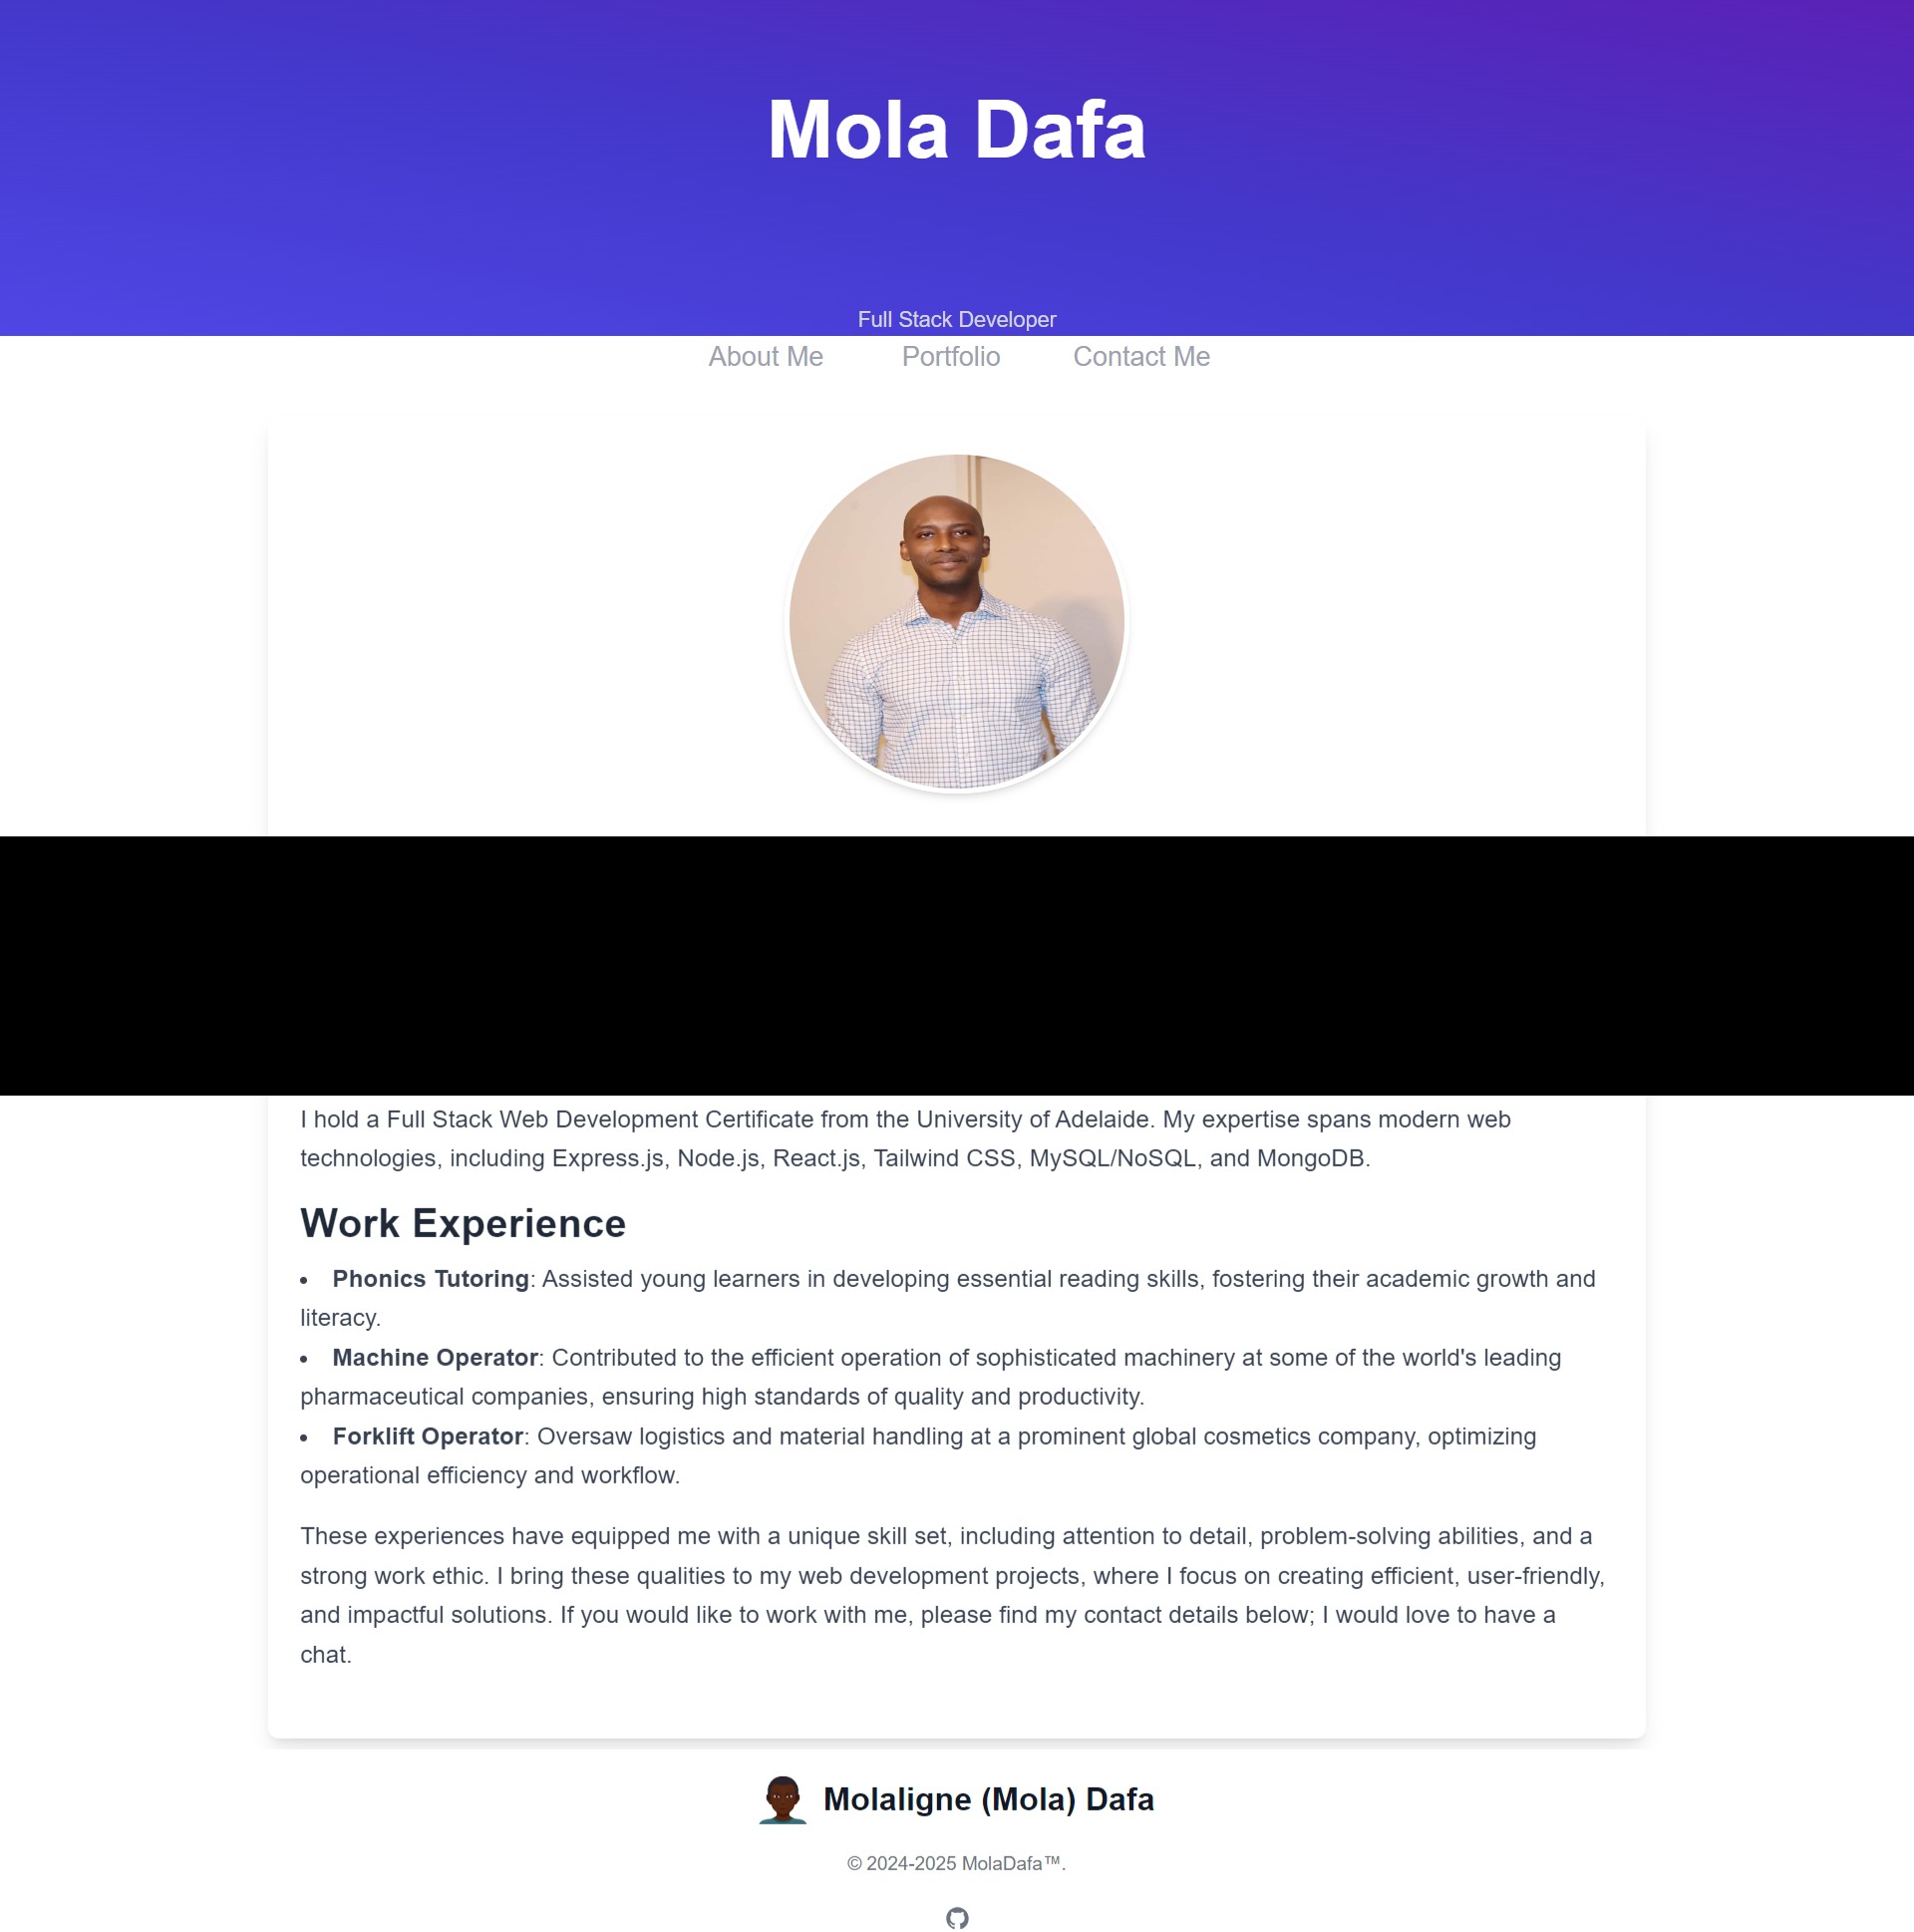 Mola Dafa
Full Stack Developer
About Me Portfolio Contact Me
I hold a Full Stack Web Development Certificate from the University of Adelaide. My expertise spans modern web
technologies, including Express.js, Node.js, React.js, Tailwind CSS, MySQL/NoSQL, and MongoDB.
Work Experience
• Phonics Tutoring: Assisted young learners in developing essential reading skills, fostering their academic growth and
literacy.
• Machine Operator: Contributed to the efficient operation of sophisticated machinery at some of the world's leading
pharmaceutical companies, ensuring high standards of quality and productivity.
• Forklift Operator: Oversaw logistics and material handling at a prominent global cosmetics company, optimizing
operational efficiency and workflow.
These experiences have equipped me with a unique skill set, including attention to detail, problem-solving abilities, and a
strong work ethic. I bring these qualities to my web development projects, where I focus on creating efficient, user-friendly,
and impactful solutions. If you would like to work with me, please find my contact details below; I would love to have a
chat.
Molaligne (Mola) Dafa
© 2024-2025 MolaDafa™.